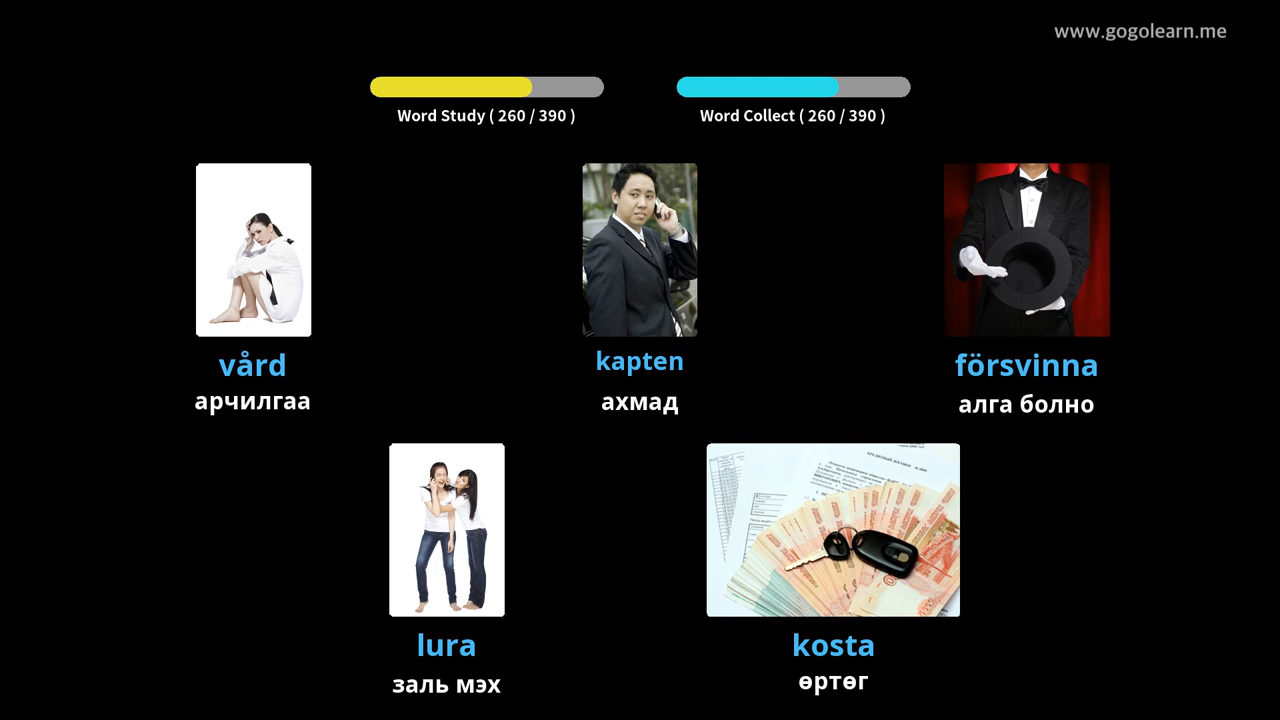 www.gogolearn.me
Word Study ( 260 / 390 )
Word Collect ( 260 / 390 )
vård
арчилгаа
kapten
ахмад
försvinna
алга болно
lura
заль мэх
kosta
өртөг